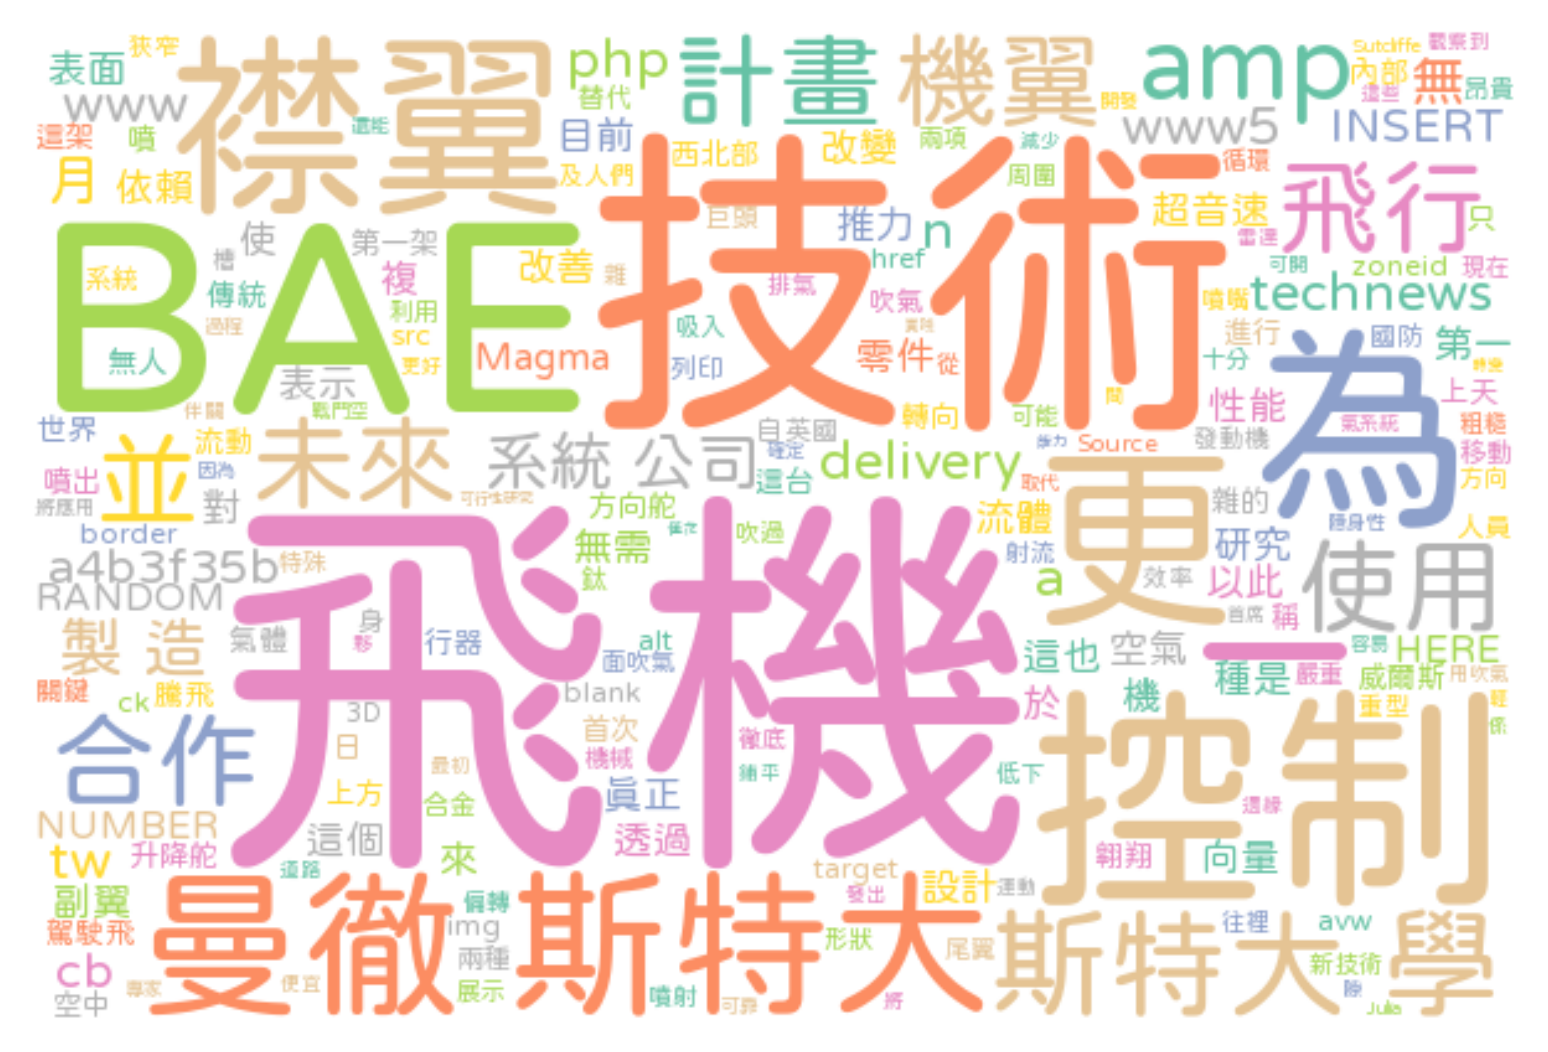 表面 狹窄 襟翼 php 計畫 機翼 amp Sutcliffe 觀察到
www 替代 內部 無 這些 昂貴
這架 噴 還能 目前 開發 www5 INSERT
月 依賴 及人們 西北部 改變 兩項 減少 周圍 循環
BAE 技術 超音速 飛行 只
使 第一架 巨頭 推力 n 雷達
系統 槽 傳統 複 改善 雜 排氣 href 可開 zoneid 現在
過程 利用 src 吸入 吹氣 噴嘴 technews
無人 表示 更好 Magma 列印 零件 從 進行 十分 為 國防 第一
伴 戰鬥空 轉向 可能 間 性能 上天
世界 流動 未來 自英國 確定 Source 發動機 氣系統 粗糙
噴出 並 因為 系統 公司 這台 delivery 取代 更 移動
將應用 對 可行性研究 方向舵 雜的 方向
border 無需 吹過 流體 隱身性 人員
a4b3f35b 特殊 鈦 射流 研究 使用
RANDOM 飛機 a 效率 以此
製造 氣體 身 移 行器 alt 首席 稱
面吹氣 這也 空氣 一 容易 HERE
關鍵 ck 騰飛 blank 種是 嚴重 威爾斯 用吹氣
3D 首次 於 機 重型 輕
合作 日 最初 機械 徹底 控制 係
上方 合金 鋪平 低下
NUMBER 真正 邊緣
tw 升降舵 這個 來 透過 翱翔 向量
道路 target
副翼 曼徹斯特大 偏轉 發出 設計 運動
駕駛飛 img 形狀 尾翼 斯特大 往裡 avw 學
cb 兩種 新技術
空中 專家 便宜 展示 噴射 可靠 將 隙 Julia